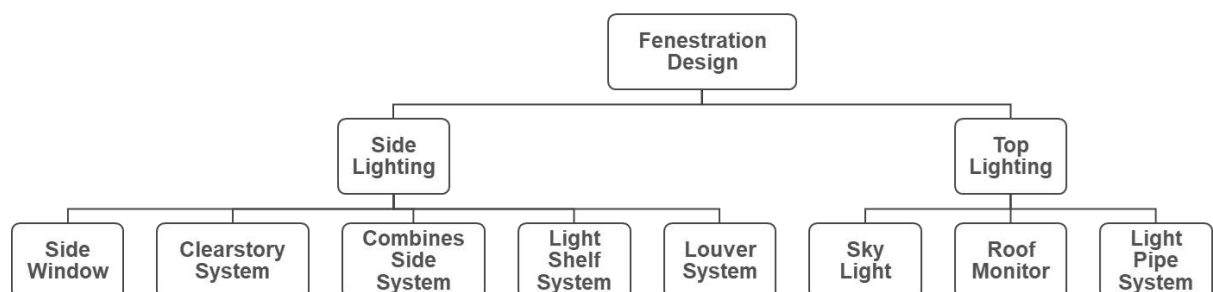 Fenestration
Design
Side
Lighting
Top
Lighting
Side
Window
Clearstory
System
Combines
Side
System
Light
Shelf
System
Louver
System
Sky
Light
Roof
Monitor
Light
Pipe
System